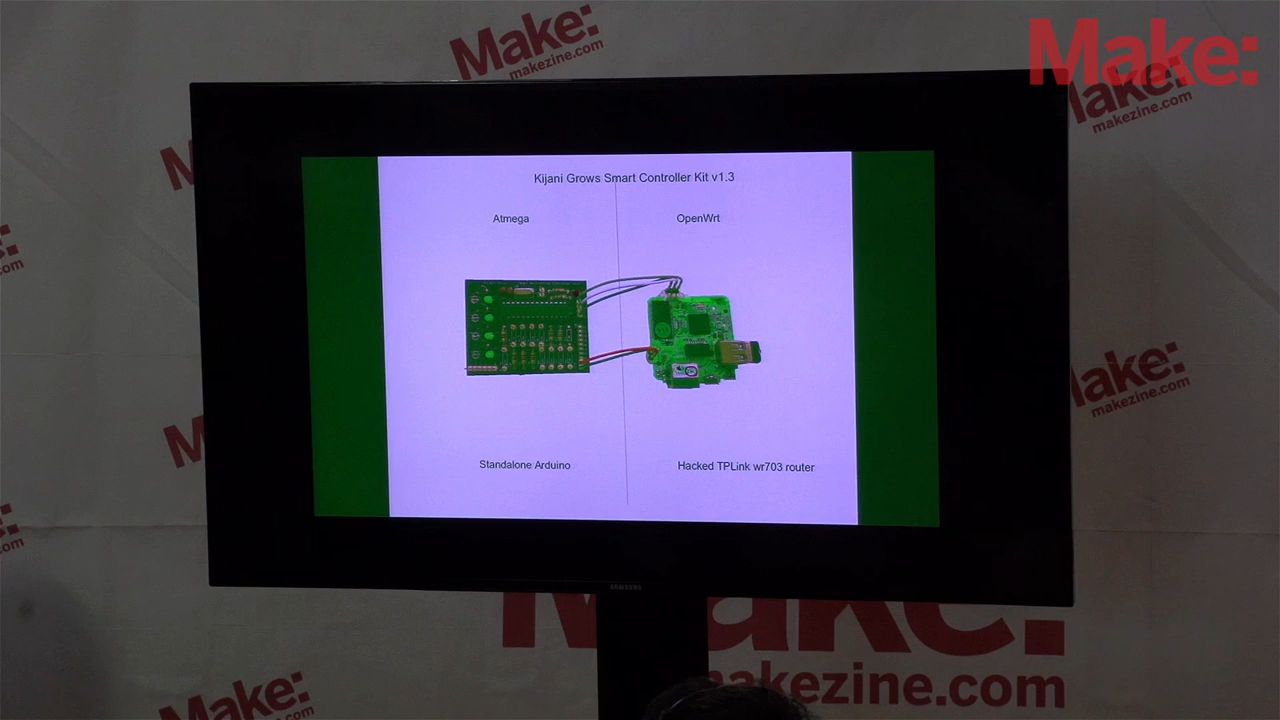 Make:
makezine.com
Make:
Make:
makezine.com
Kijani Grows Smart Controller Kit v1.3
Atmega
OpenWrt
Make:
makezine.com
Standalone Arduino
Hacked TPLink wr703 router
SAMSUNG
makezine.com
Make:
makezine.com